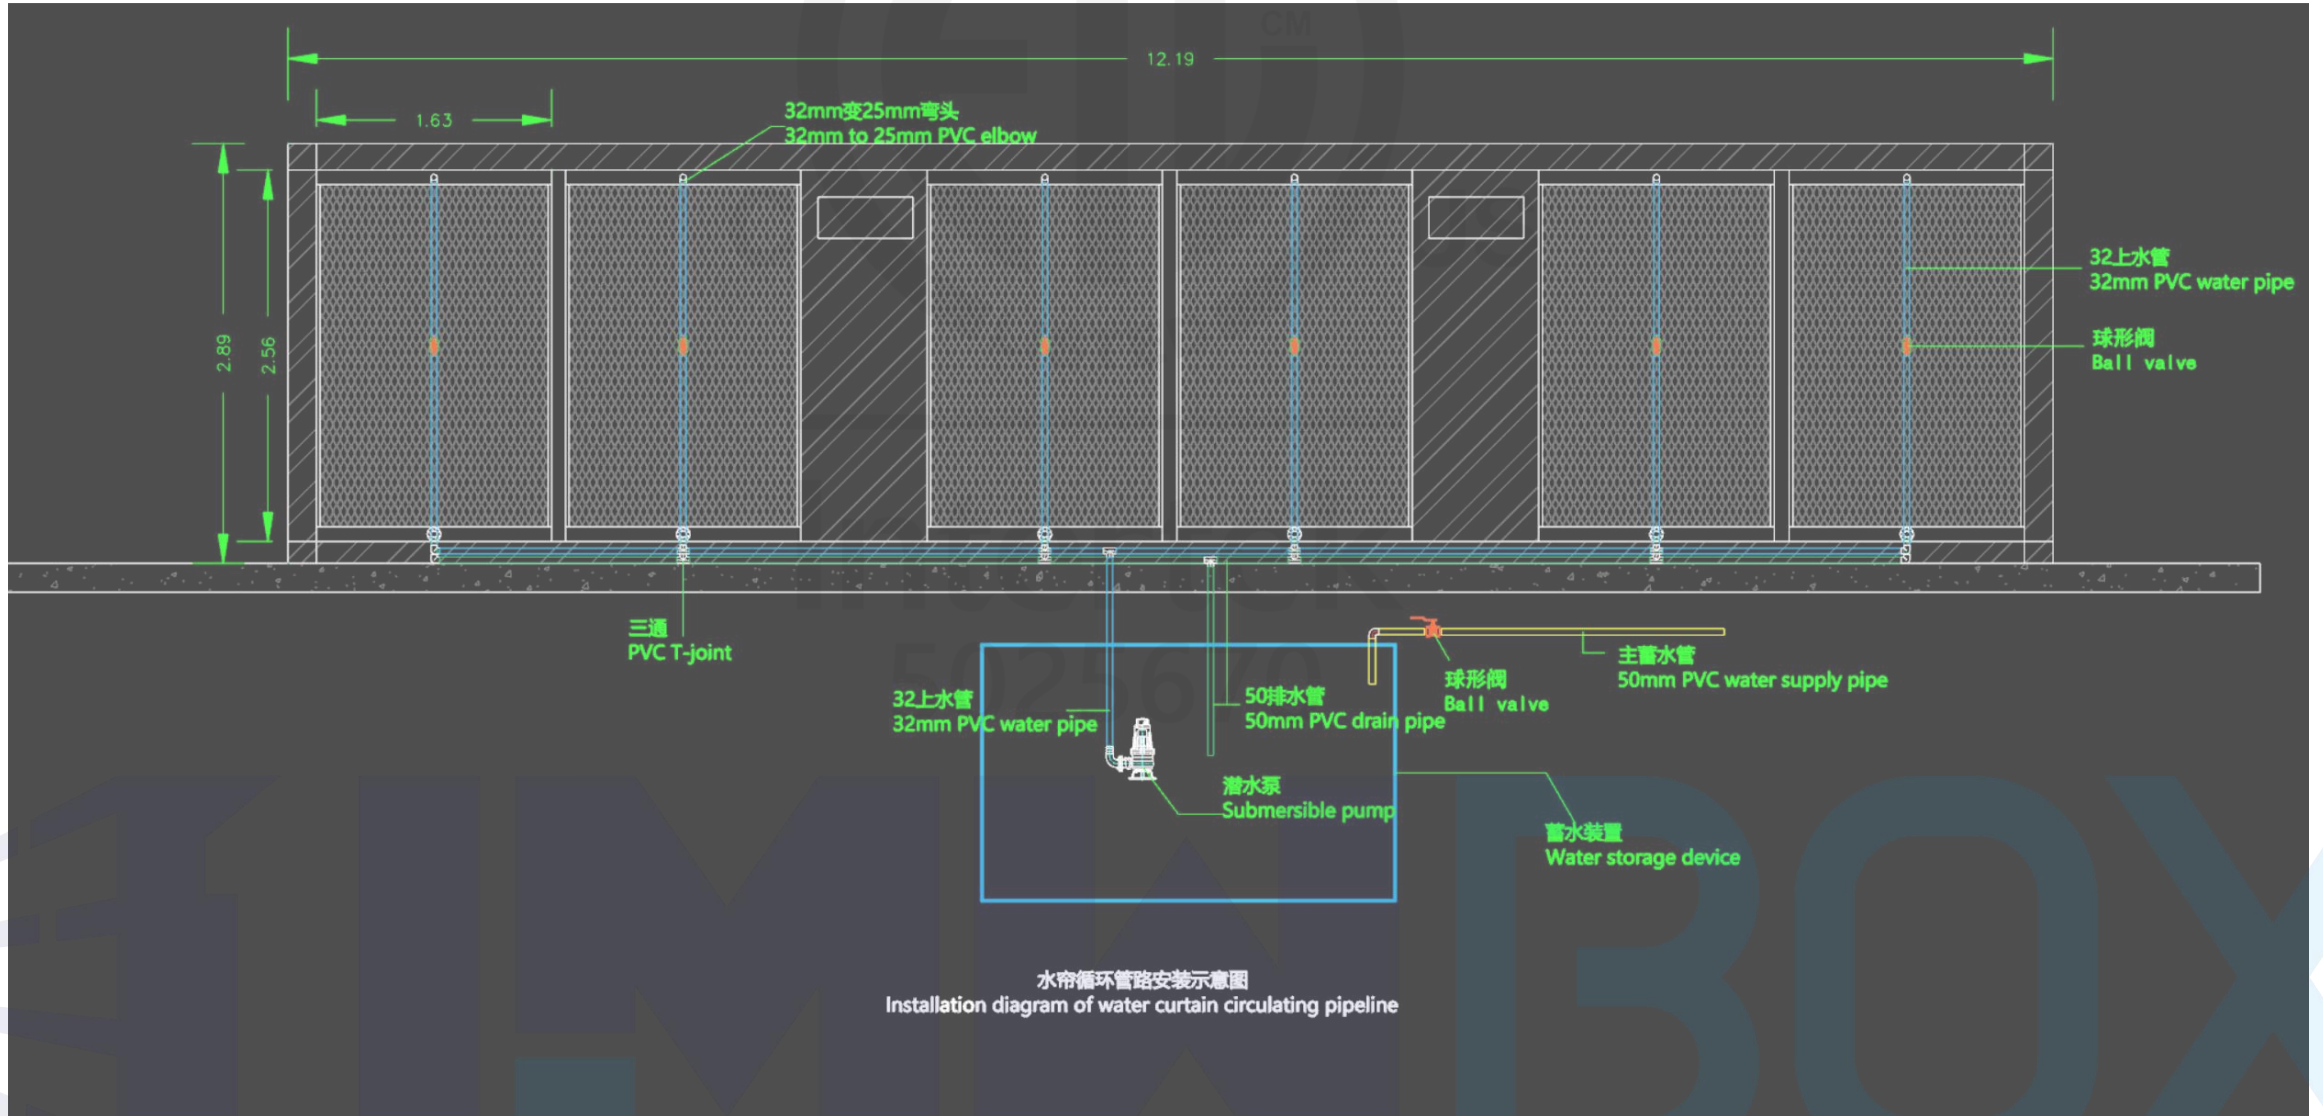 12.19
1.63
32mm变25mm弯头
32mm to 25mm PVC elbow
2.89
2.56
32上水管
32mm PVC water pipe
球形阀
Ball valve
三通
PVC T-joint
32上水管
32mm PVC water pipe
50排水管
50mm PVC drain pipe
球形阀
Ball valve
主蓄水管
50mm PVC water supply pipe
潜水泵
Submersible pump
蓄水装置
Water storage device
水帘循环管路安装示意图
Installation diagram of water curtain circulating pipeline
CM
intertek
5025670
BOX